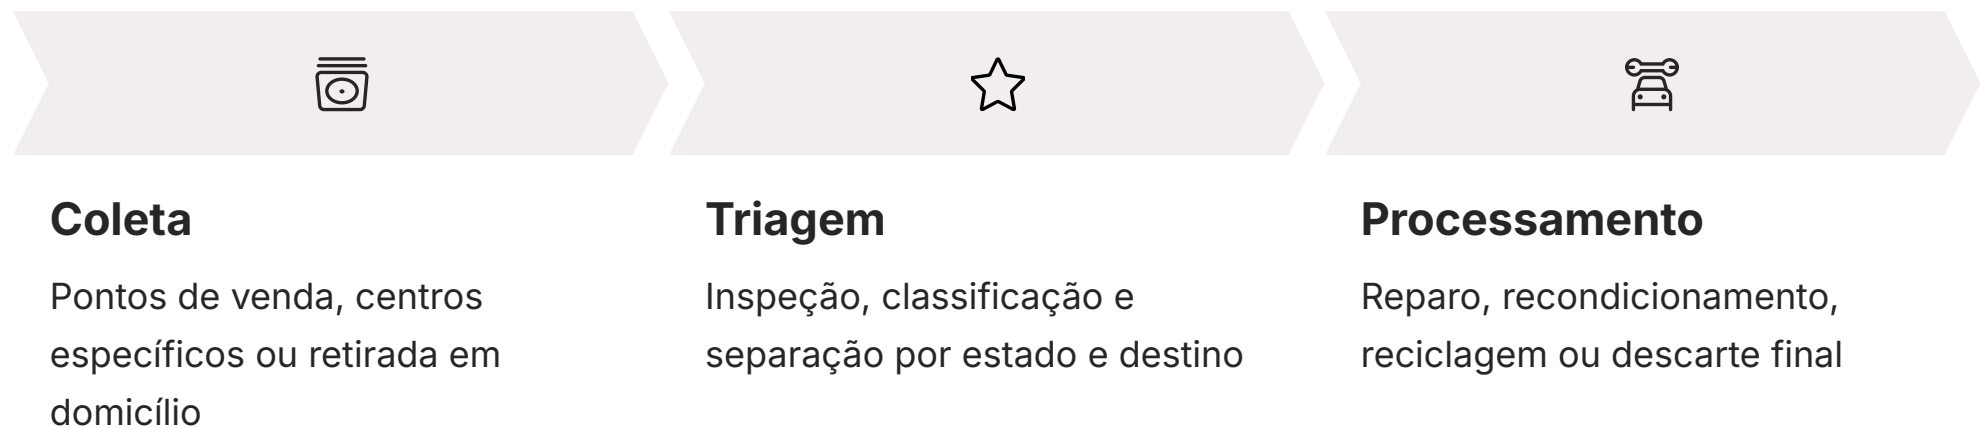 Coleta
Pontos de venda, centros
específicos ou retirada em
domicílio
Triagem
Inspeção, classificação e
separação por estado e destino
Processamento
Reparo, recondicionamento,
reciclagem ou descarte final